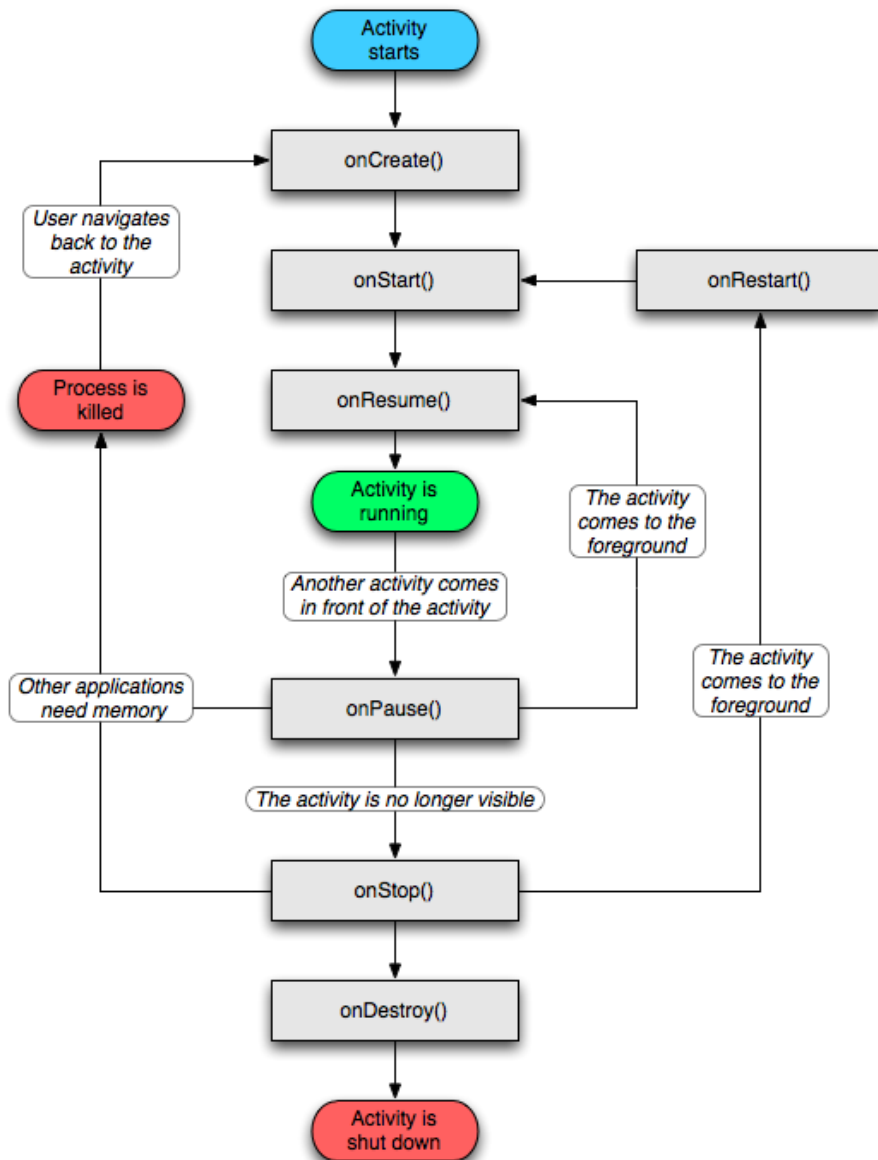 Activity
starts
onCreate()
User navigates
back to the
activity
onStart()
onRestart()
Process is
killed
onResume()
Activity is
running
The activity
comes to the
foreground
Another activity comes
in front of the activity
The activity
comes to the
foreground
Other applications
need memory
onPause()
The activity is no longer visible
onStop()
onDestroy()
Activity is
shut down